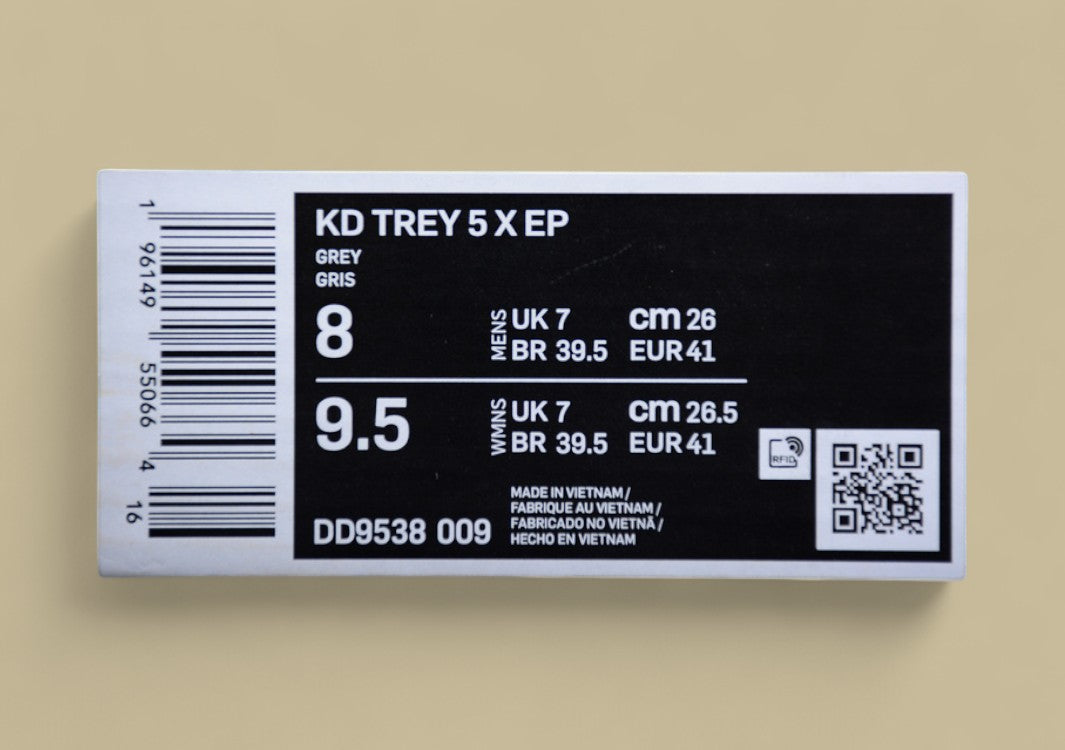 KD TREY 5 X EP
GREY
GRIS
8
MENS
UK 7
cm 26
BR 39.5
EUR 41
9.5
WMNS
UK 7
cm 26.5
BR 39.5
EUR 41
RFID
MADE IN VIETNAM /
FABRIQUE AU VIETNAM /
FABRICADO NO VIETNÃ /
HECHO EN VIETNAM
DD9538 009
1 96149 55066 4 16